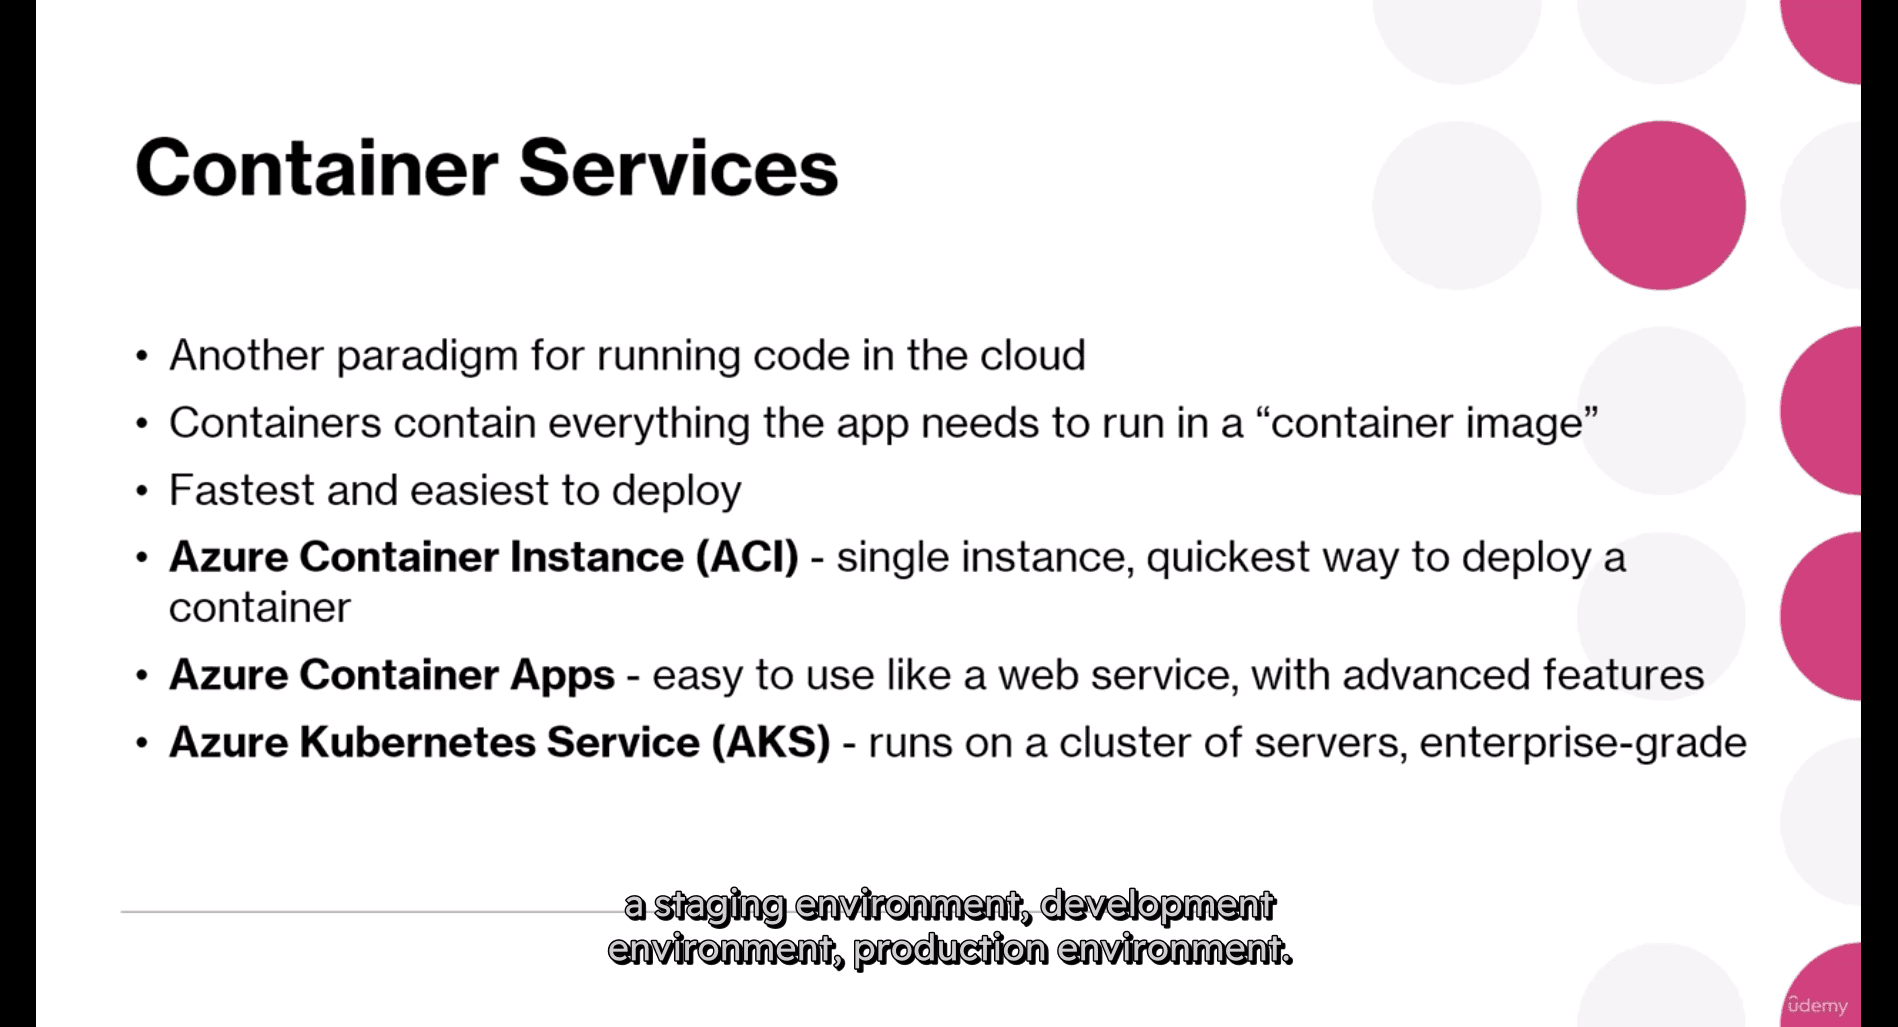 Container Services
• Another paradigm for running code in the cloud
• Containers contain everything the app needs to run in a “container image”
• Fastest and easiest to deploy
• Azure Container Instance (ACI) - single instance, quickest way to deploy a
container
• Azure Container Apps - easy to use like a web service, with advanced features
• Azure Kubernetes Service (AKS) - runs on a cluster of servers, enterprise-grade
a staging environment, development
environment, production environment.
ûdemy